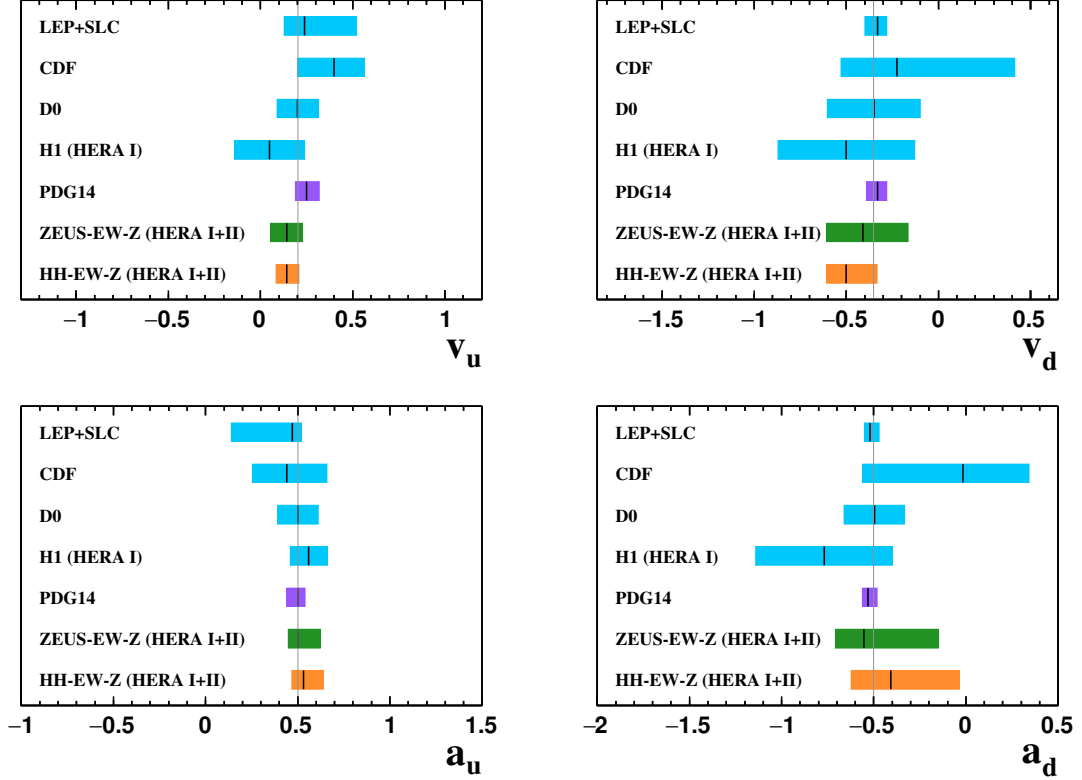 LEP+SLC
CDF
D0
H1 (HERA I)
PDG14
ZEUS-EW-Z (HERA I+II)
HH-EW-Z (HERA I+II)
−1 −0.5 0 0.5 1
v_u
LEP+SLC
CDF
D0
H1 (HERA I)
PDG14
ZEUS-EW-Z (HERA I+II)
HH-EW-Z (HERA I+II)
−1.5 −1 −0.5 0 0.5
v_d
LEP+SLC
CDF
D0
H1 (HERA I)
PDG14
ZEUS-EW-Z (HERA I+II)
HH-EW-Z (HERA I+II)
−1 −0.5 0 0.5 1 1.5
a_u
LEP+SLC
CDF
D0
H1 (HERA I)
PDG14
ZEUS-EW-Z (HERA I+II)
HH-EW-Z (HERA I+II)
−2 −1.5 −1 −0.5 0 0.5
a_d